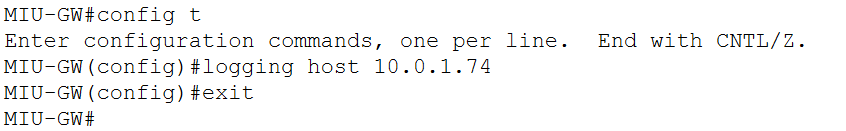 MIU-GW#config t
Enter configuration commands, one per line.  End with CNTL/Z.
MIU-GW(config)#logging host 10.0.1.74
MIU-GW(config)#exit
MIU-GW#